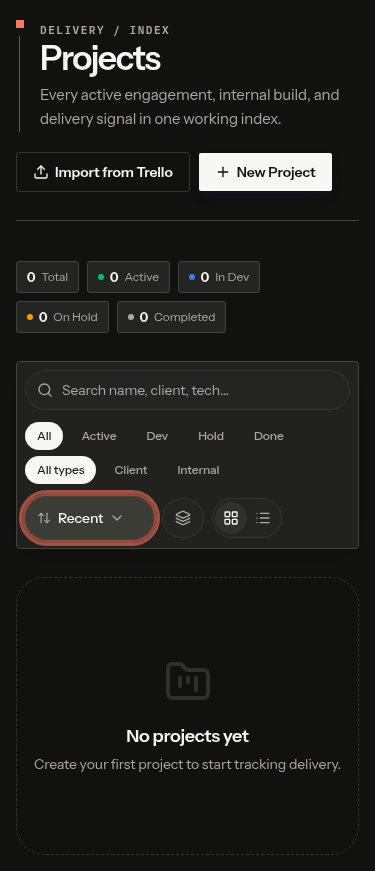 DELIVERY / INDEX
Projects
Every active engagement, internal build, and
delivery signal in one working index.
Import from Trello New Project
0 Total 0 Active 0 In Dev
0 On Hold 0 Completed
Search name, client, tech...
All Active Dev Hold Done
All types Client Internal
Recent
No projects yet
Create your first project to start tracking delivery.